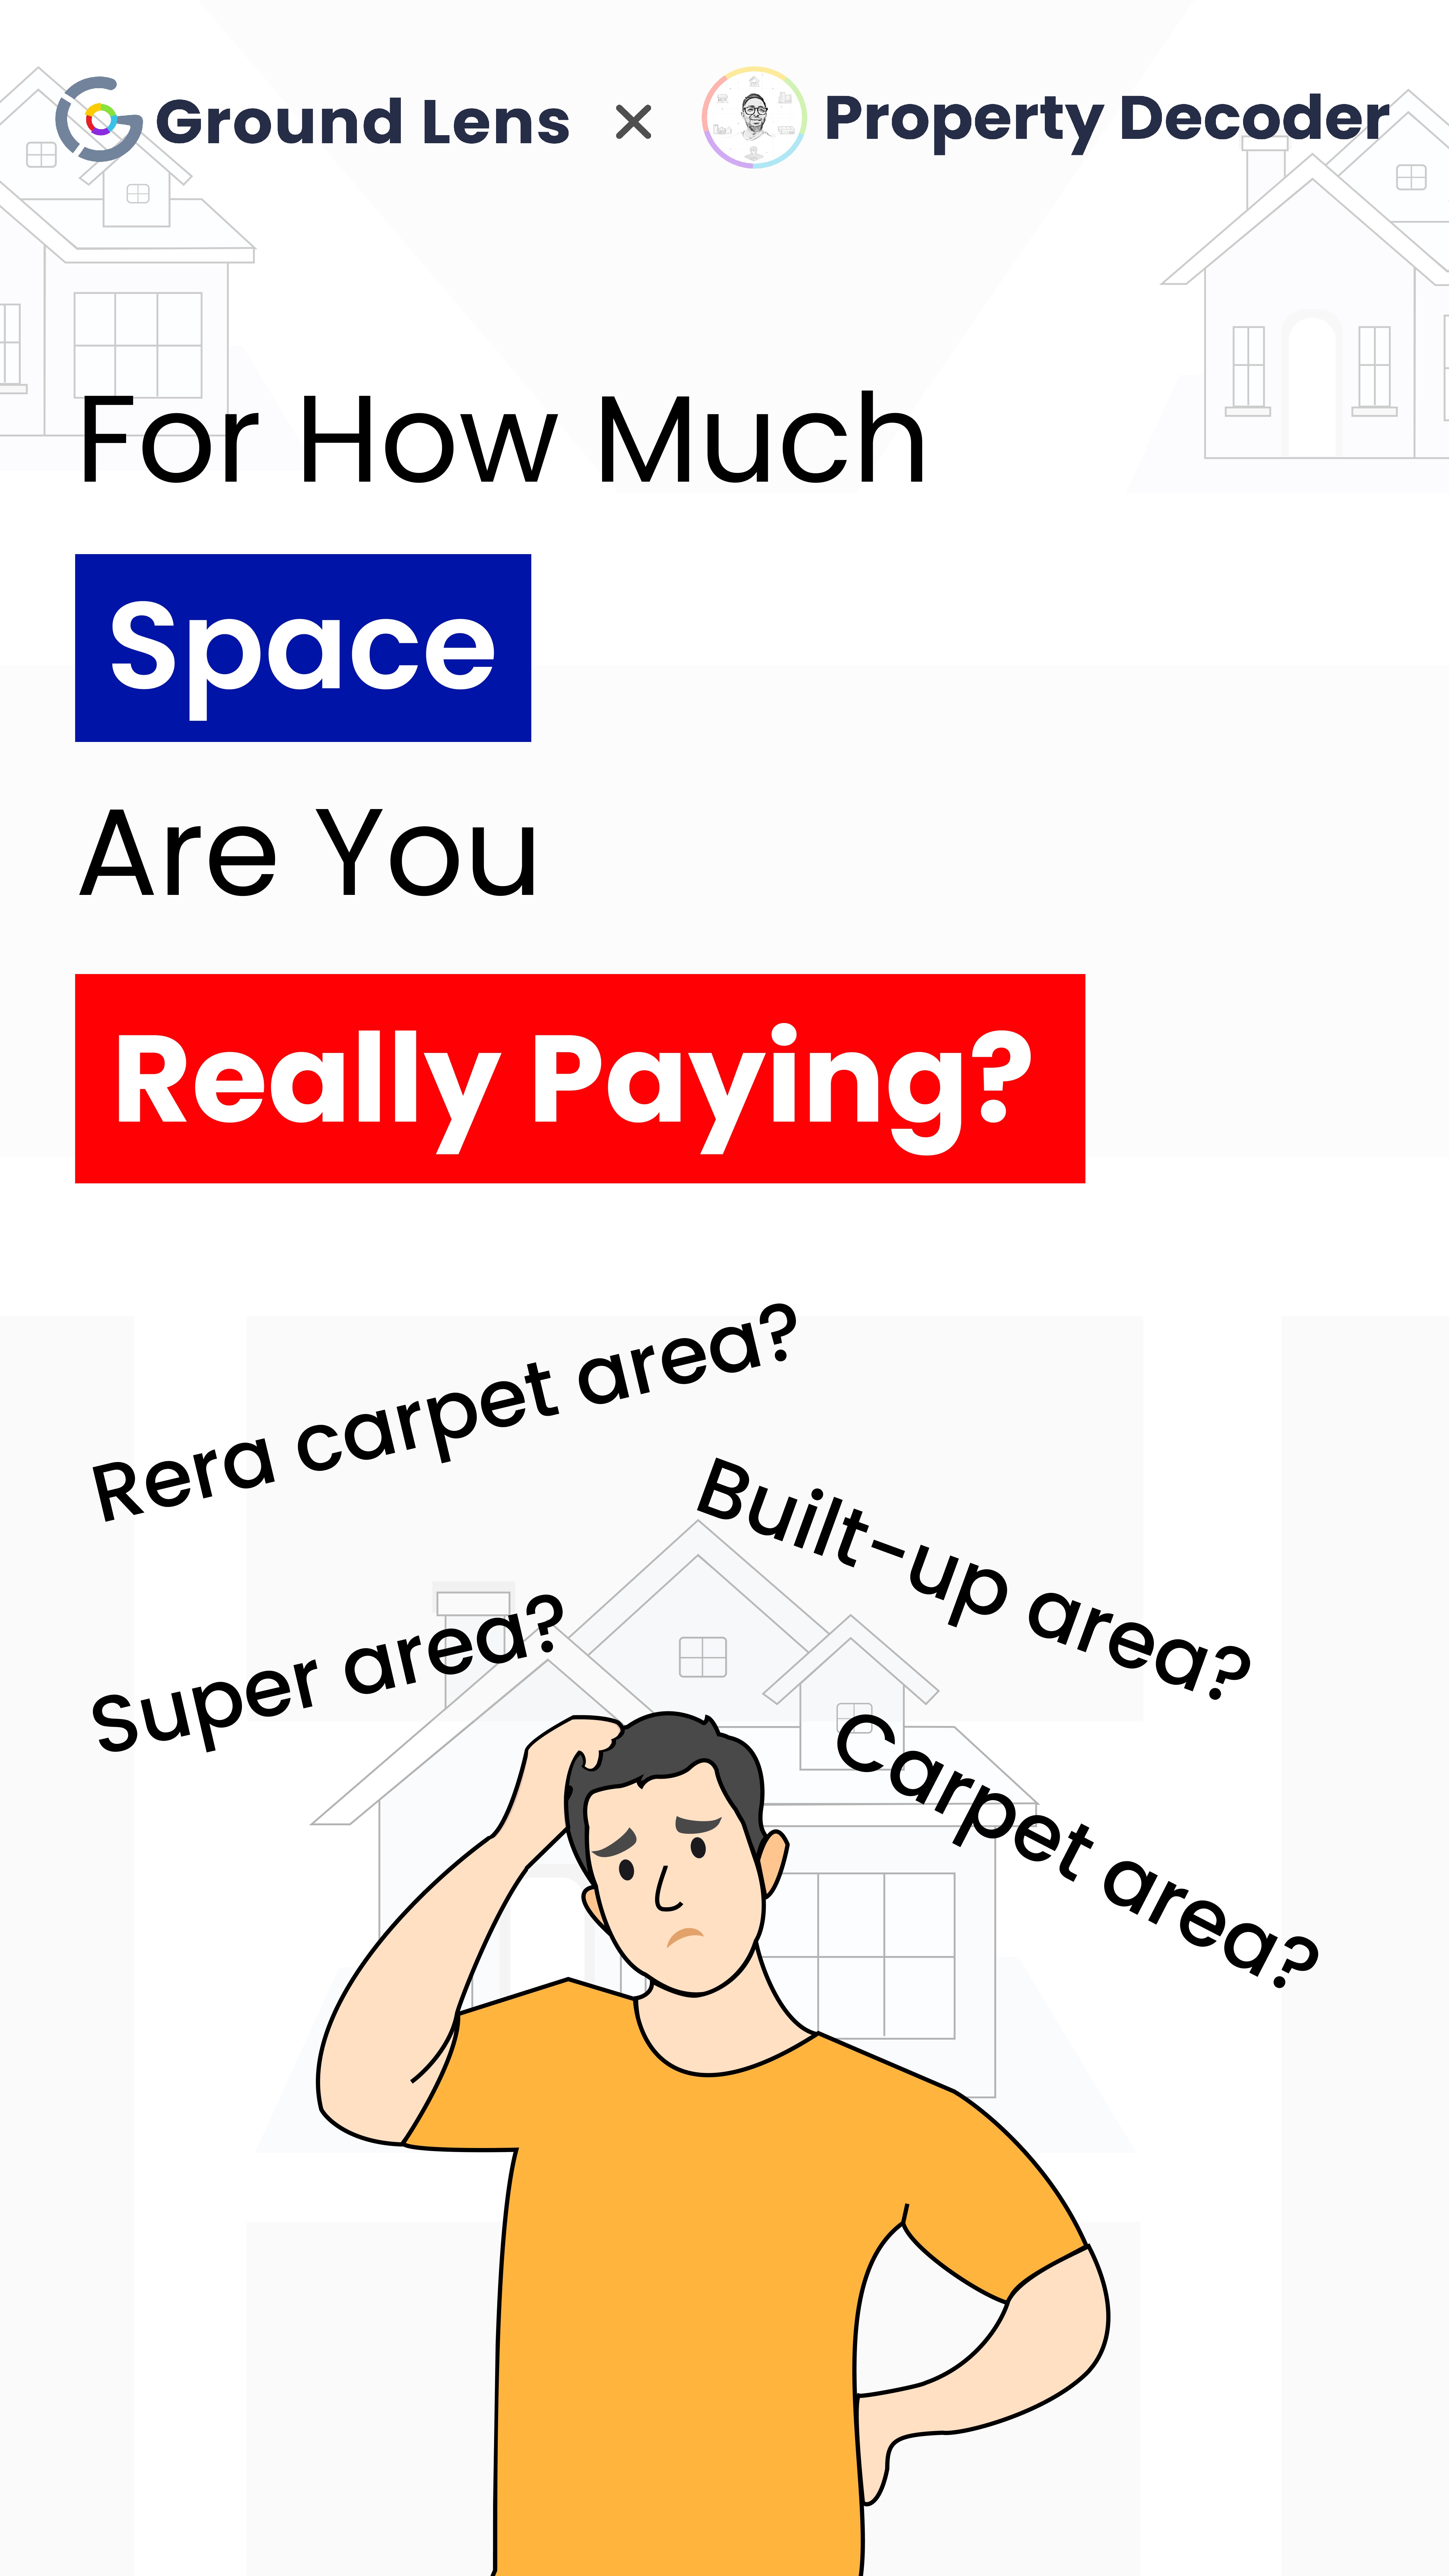 Ground Lens × Property Decoder
For How Much
Space
Are You
Really Paying?
Rera carpet area?
Built-up area?
Super area?
Carpet area?